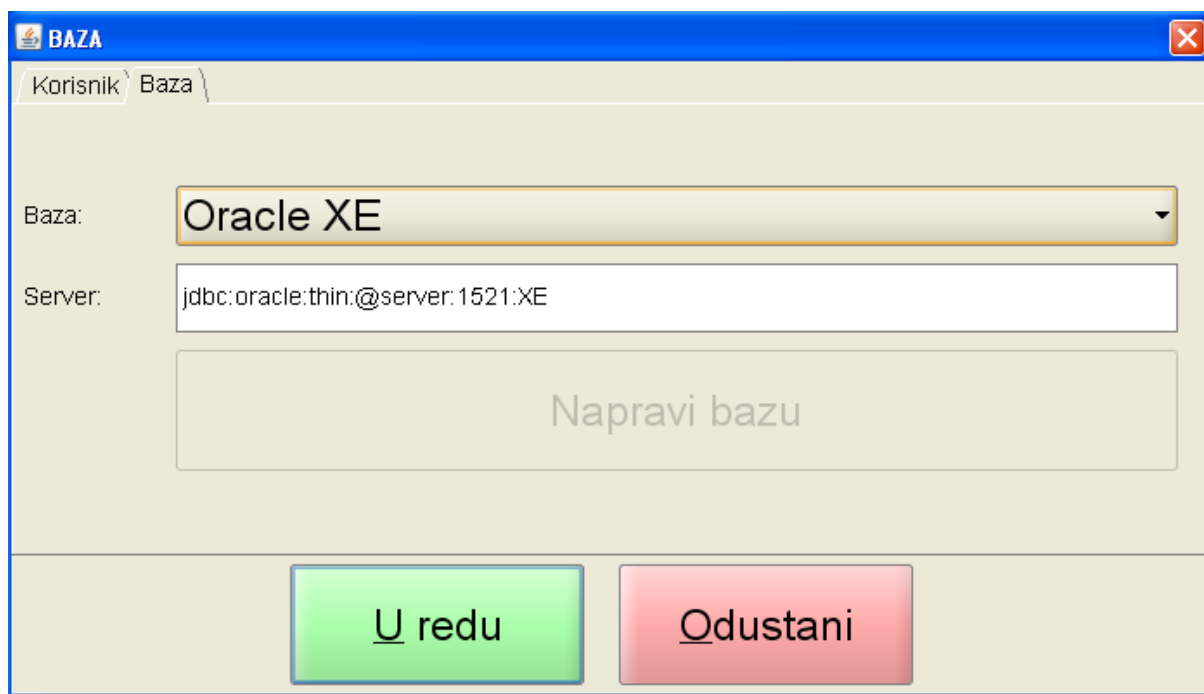 BAZA
Korisnik Baza
Baza: Oracle XE
Server: jdbc:oracle:thin:@server:1521:XE
Napravi bazu
U redu Odustani